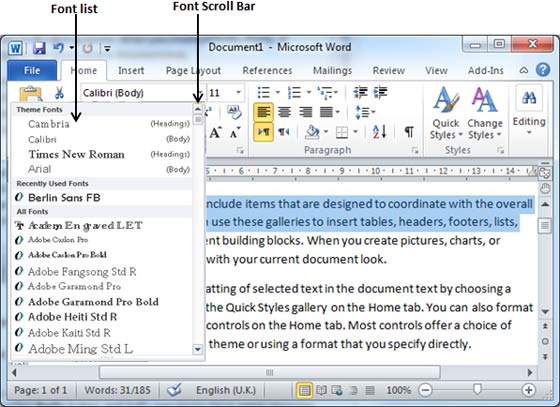 Font list
Font Scroll Bar
Document1 - Microsoft Word
File Home Insert Page Layout References Mailings Review View Add-Ins
Calibri (Body) 11
Paste
Theme Fonts
Cambria (Headings)
Calibri (Body)
Times New Roman (Headings)
Arial (Body)
Recently Used Fonts
Berlin Sans FB
All Fonts
Academy Engraved LET
Adobe Caslon Pro
Adobe Caslon Pro Bold
Adobe Fangsong Std R
Adobe Garamond Pro
Adobe Garamond Pro Bold
Adobe Heiti Std R
Adobe Kaiti Std R
Adobe Ming Std L
Quick Styles
Change Styles
Editing
Paragraph
Styles
nclude items that are designed to coordinate with the overall
use these galleries to insert tables, headers, footers, lists,
ent building blocks. When you create pictures, charts, or
with your current document look.
atting of selected text in the document text by choosing a
the Quick Styles gallery on the Home tab. You can also format
controls on the Home tab. Most controls offer a choice of
theme or using a format that you specify directly.
Page: 1 of 1 Words: 31/185 English (U.K.) 100%